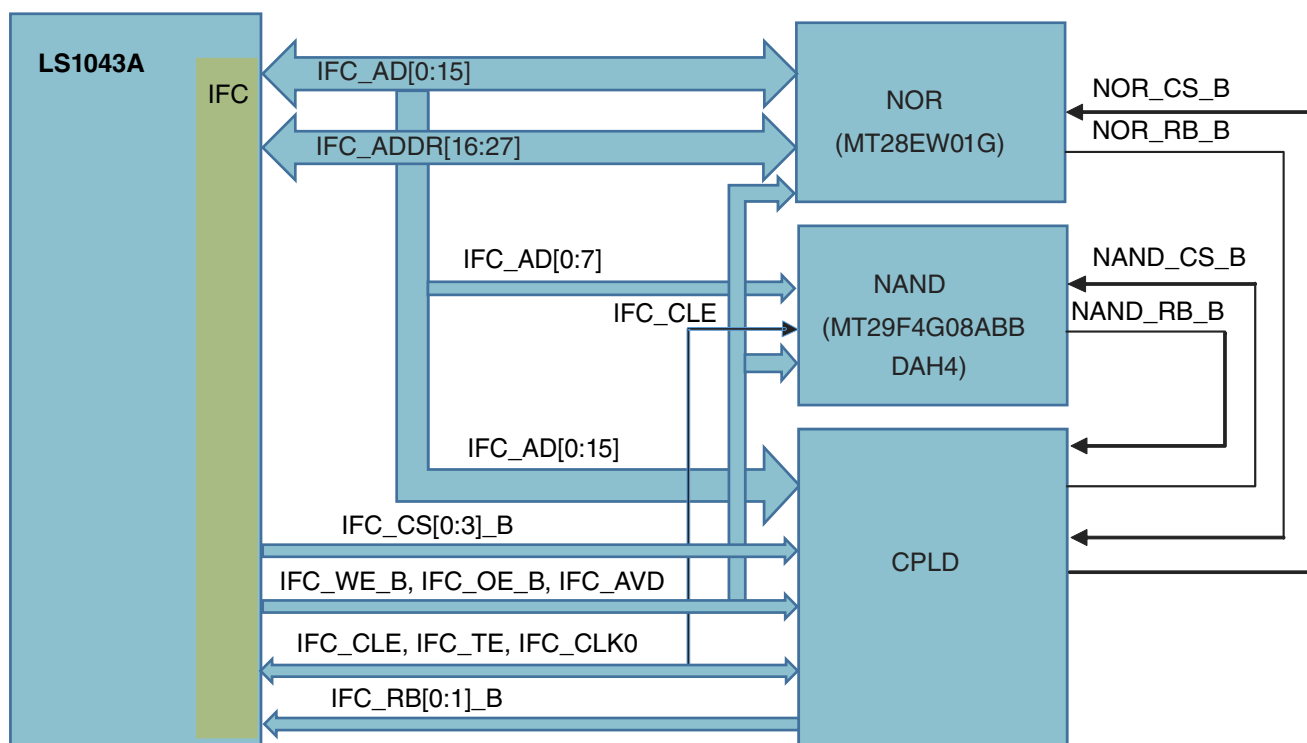 LS1043A
IFC
IFC_AD[0:15]
IFC_ADDR[16:27]
NOR
(MT28EW01G)
NOR_CS_B
NOR_RB_B
IFC_AD[0:7]
IFC_CLE
NAND
(MT29F4G08ABB
DAH4)
NAND_CS_B
NAND_RB_B
IFC_AD[0:15]
IFC_CS[0:3]_B
IFC_WE_B, IFC_OE_B, IFC_AVD
IFC_CLE, IFC_TE, IFC_CLK0
IFC_RB[0:1]_B
CPLD